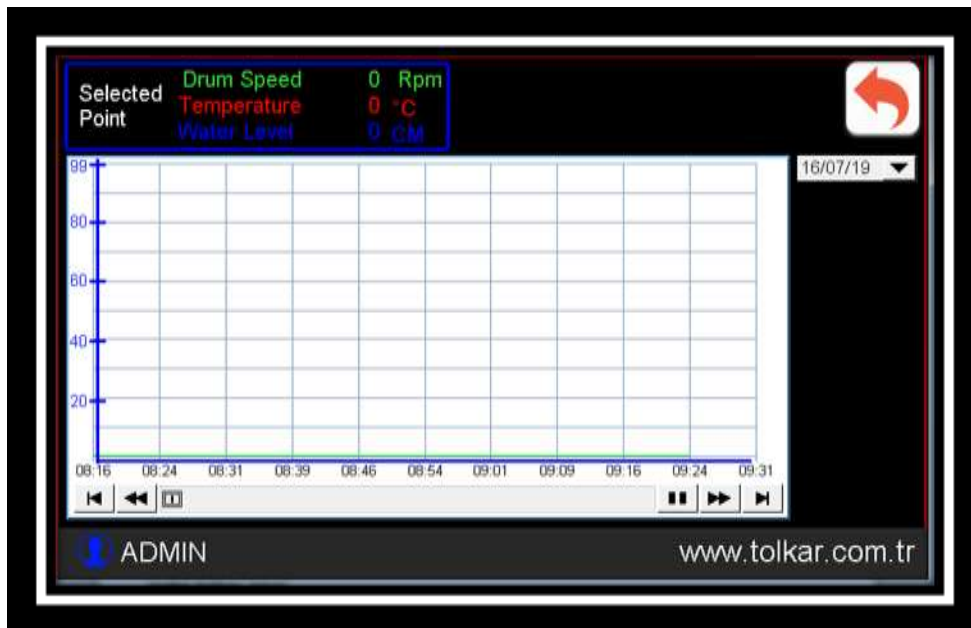 Selected Point
Drum Speed 0 Rpm
Temperature 0 °C
Water Level 0 CM
16/07/19
99
80
60
40
20
08:16 08:24 08:31 08:39 08:46 08:54 09:01 09:09 09:16 09:24 09:31
ADMIN www.tolkar.com.tr